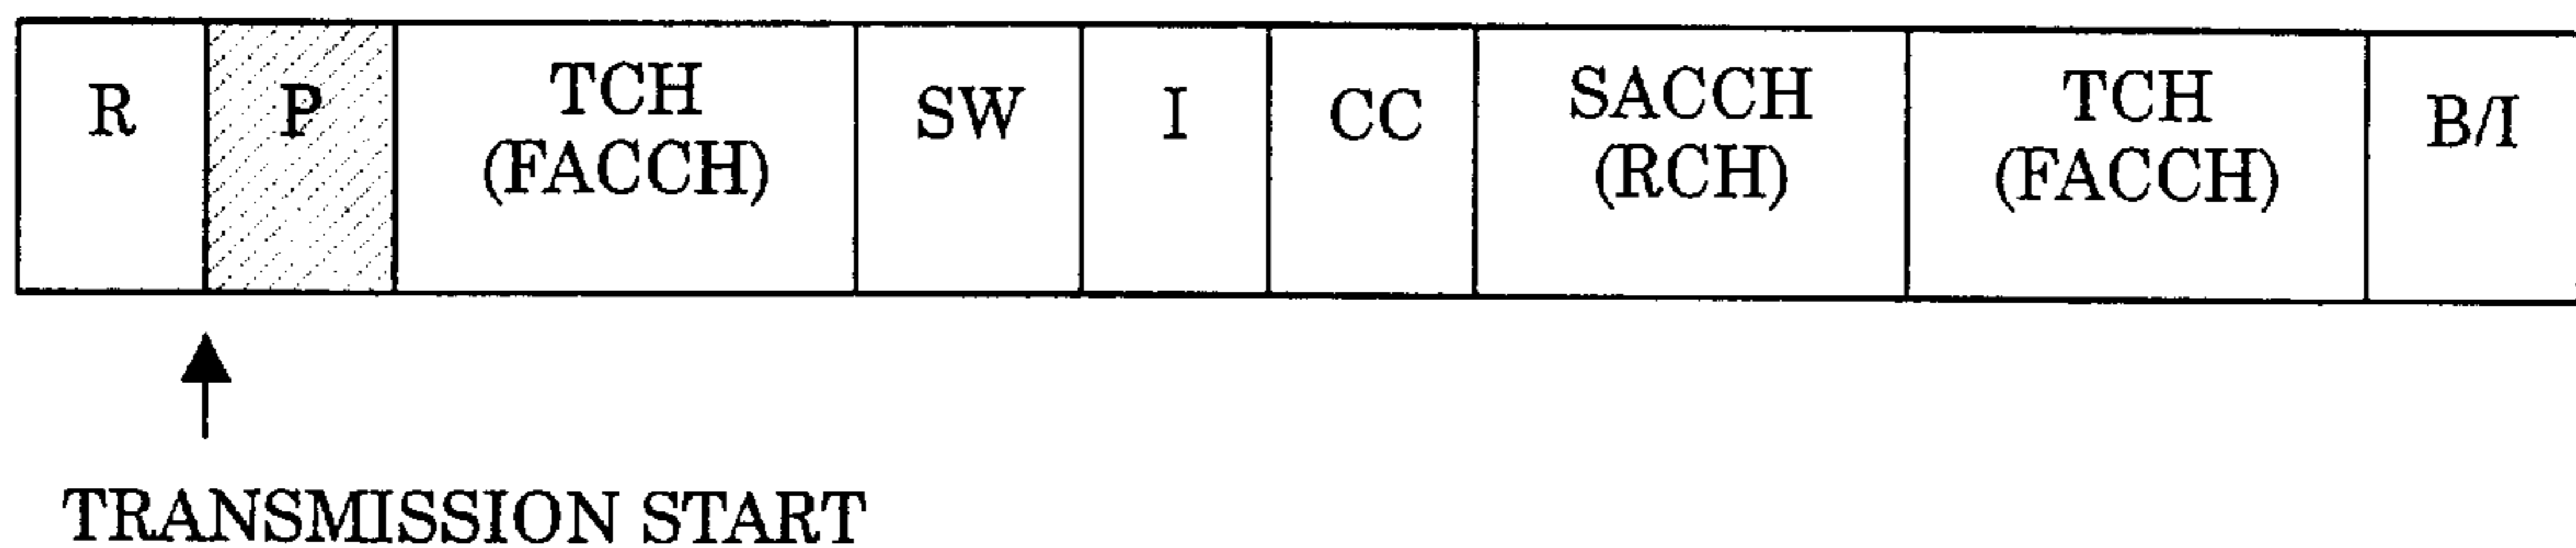 R
P
TCH
(FACCH)
SW
I
CC
SACCH
(RCH)
TCH
(FACCH)
B/I
TRANSMISSION START